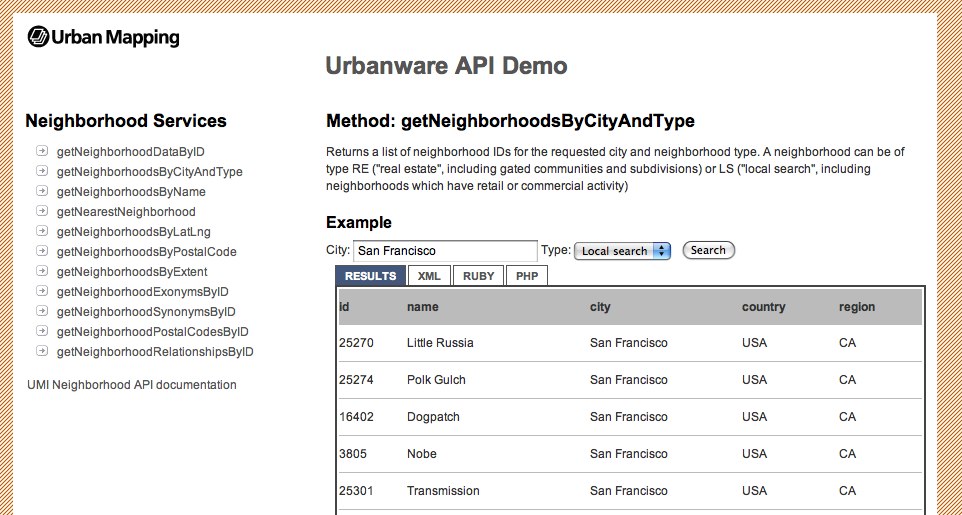 Urban Mapping
Urbanware API Demo
Neighborhood Services
getNeighborhoodDataByID
getNeighborhoodsByCityAndType
getNeighborhoodsByName
getNearestNeighborhood
getNeighborhoodsByLatLng
getNeighborhoodsByPostalCode
getNeighborhoodsByExtent
getNeighborhoodExonymsByID
getNeighborhoodSynonymsByID
getNeighborhoodPostalCodesByID
getNeighborhoodRelationshipsByID
UMI Neighborhood API documentation
Method: getNeighborhoodsByCityAndType
Returns a list of neighborhood IDs for the requested city and neighborhood type. A neighborhood can be of
type RE ("real estate", including gated communities and subdivisions) or LS ("local search", including
neighborhoods which have retail or commercial activity)
Example
City: San Francisco Type: Local search Search
RESULTS XML RUBY PHP
id name city country region
25270 Little Russia San Francisco USA CA
25274 Polk Gulch San Francisco USA CA
16402 Dogpatch San Francisco USA CA
3805 Nobe San Francisco USA CA
25301 Transmission San Francisco USA CA